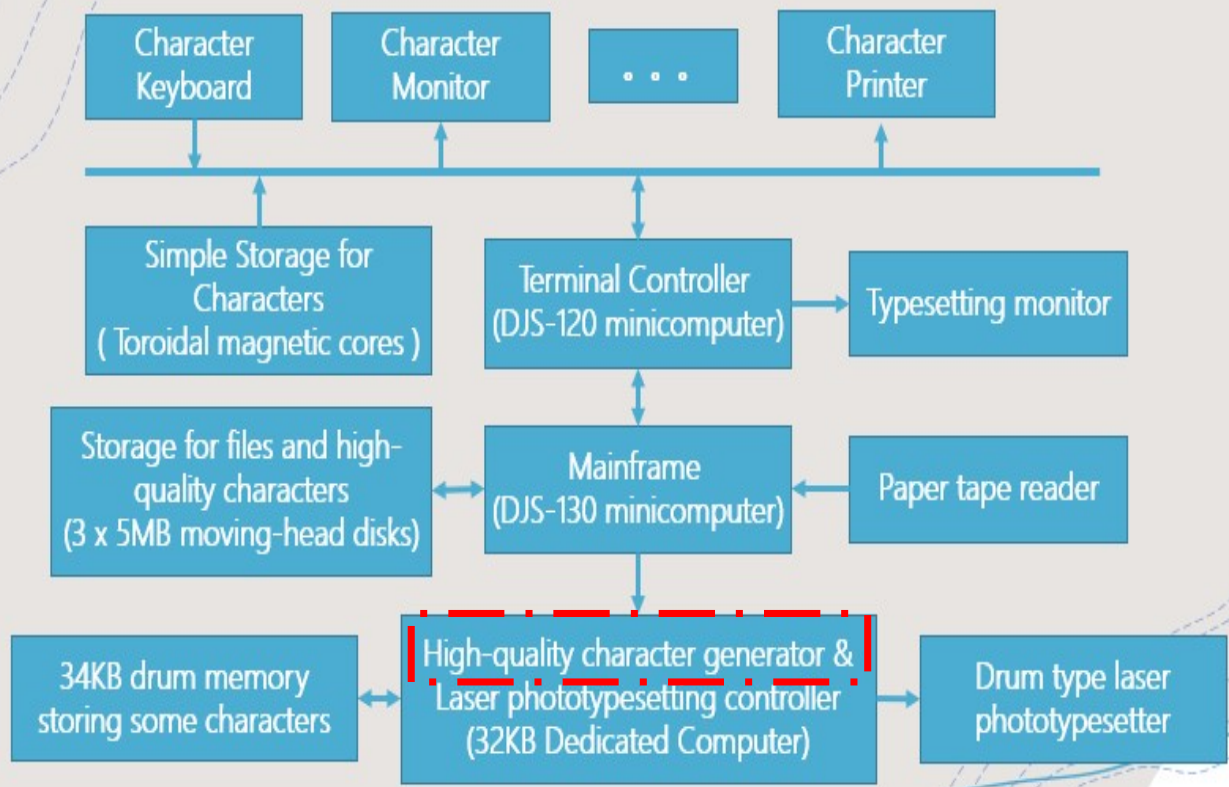 Character
Keyboard
Character
Monitor
. . .
Character
Printer
Simple Storage for
Characters
( Toroidal magnetic cores )
Terminal Controller
(DJS-120 minicomputer)
Typesetting monitor
Storage for files and high-
quality characters
(3 x 5MB moving-head disks)
Mainframe
(DJS-130 minicomputer)
Paper tape reader
34KB drum memory
storing some characters
High-quality character generator &
Laser phototypesetting controller
(32KB Dedicated Computer)
Drum type laser
phototypesetter